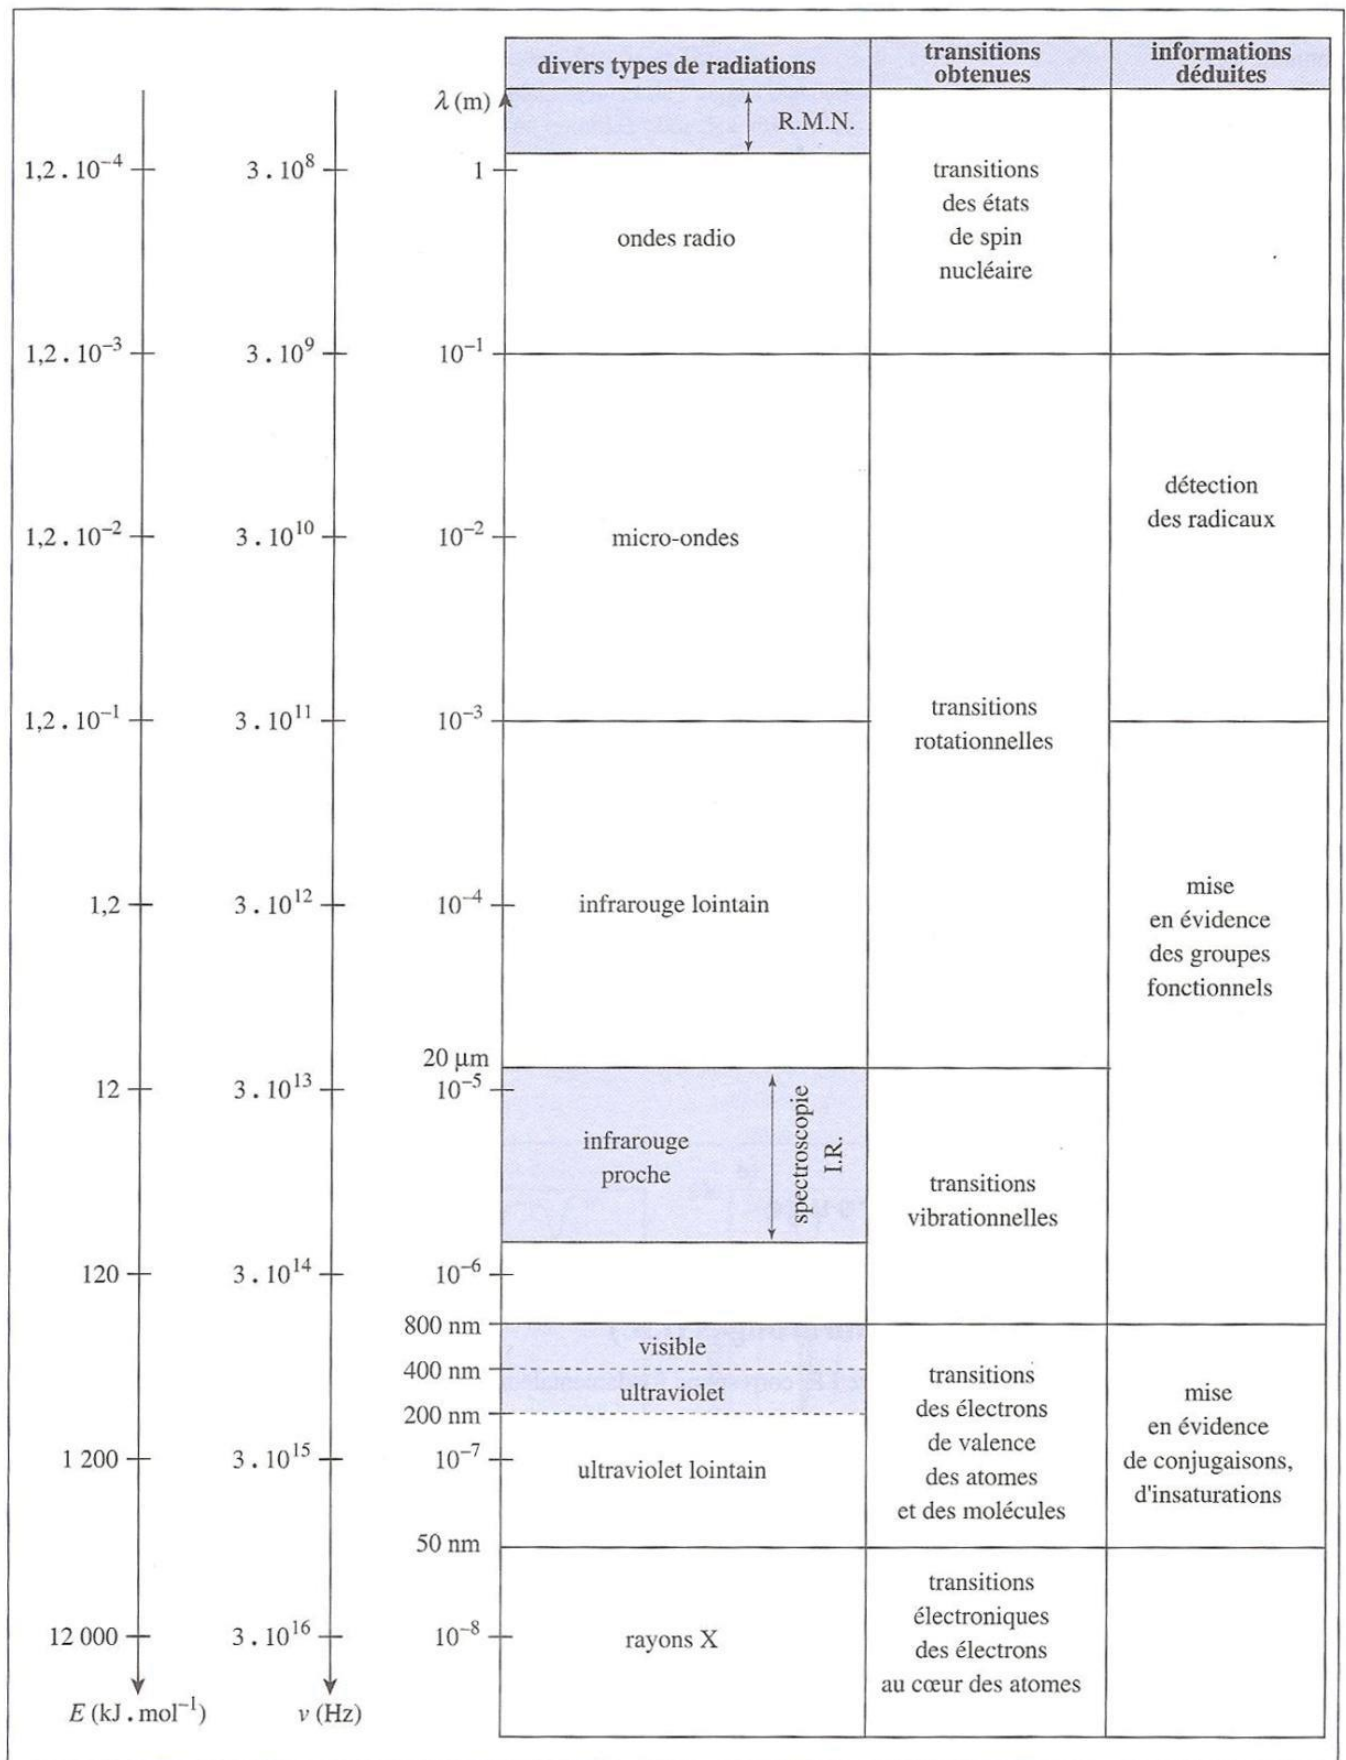 divers types de radiations
transitions
obtenues
informations
déduites
λ (m)
R.M.N.
1,2 . 10⁻⁴
3 . 10⁸
1
transitions
des états
de spin
nucléaire
ondes radio
1,2 . 10⁻³
3 . 10⁹
10⁻¹
détection
des radicaux
1,2 . 10⁻²
3 . 10¹⁰
10⁻²
micro-ondes
1,2 . 10⁻¹
3 . 10¹¹
10⁻³
transitions
rotationnelles
1,2
3 . 10¹²
10⁻⁴
infrarouge lointain
mise
en évidence
des groupes
fonctionnels
20 µm
12
3 . 10¹³
10⁻⁵
infrarouge
proche
spectroscopie
I.R.
transitions
vibrationnelles
120
3 . 10¹⁴
10⁻⁶
800 nm
visible
400 nm
ultraviolet
200 nm
transitions
des électrons
de valence
des atomes
et des molécules
mise
en évidence
de conjugaisons,
d'insaturations
1 200
3 . 10¹⁵
10⁻⁷
ultraviolet lointain
50 nm
transitions
électroniques
des électrons
au cœur des atomes
12 000
3 . 10¹⁶
10⁻⁸
rayons X
E (kJ . mol⁻¹)
ν (Hz)